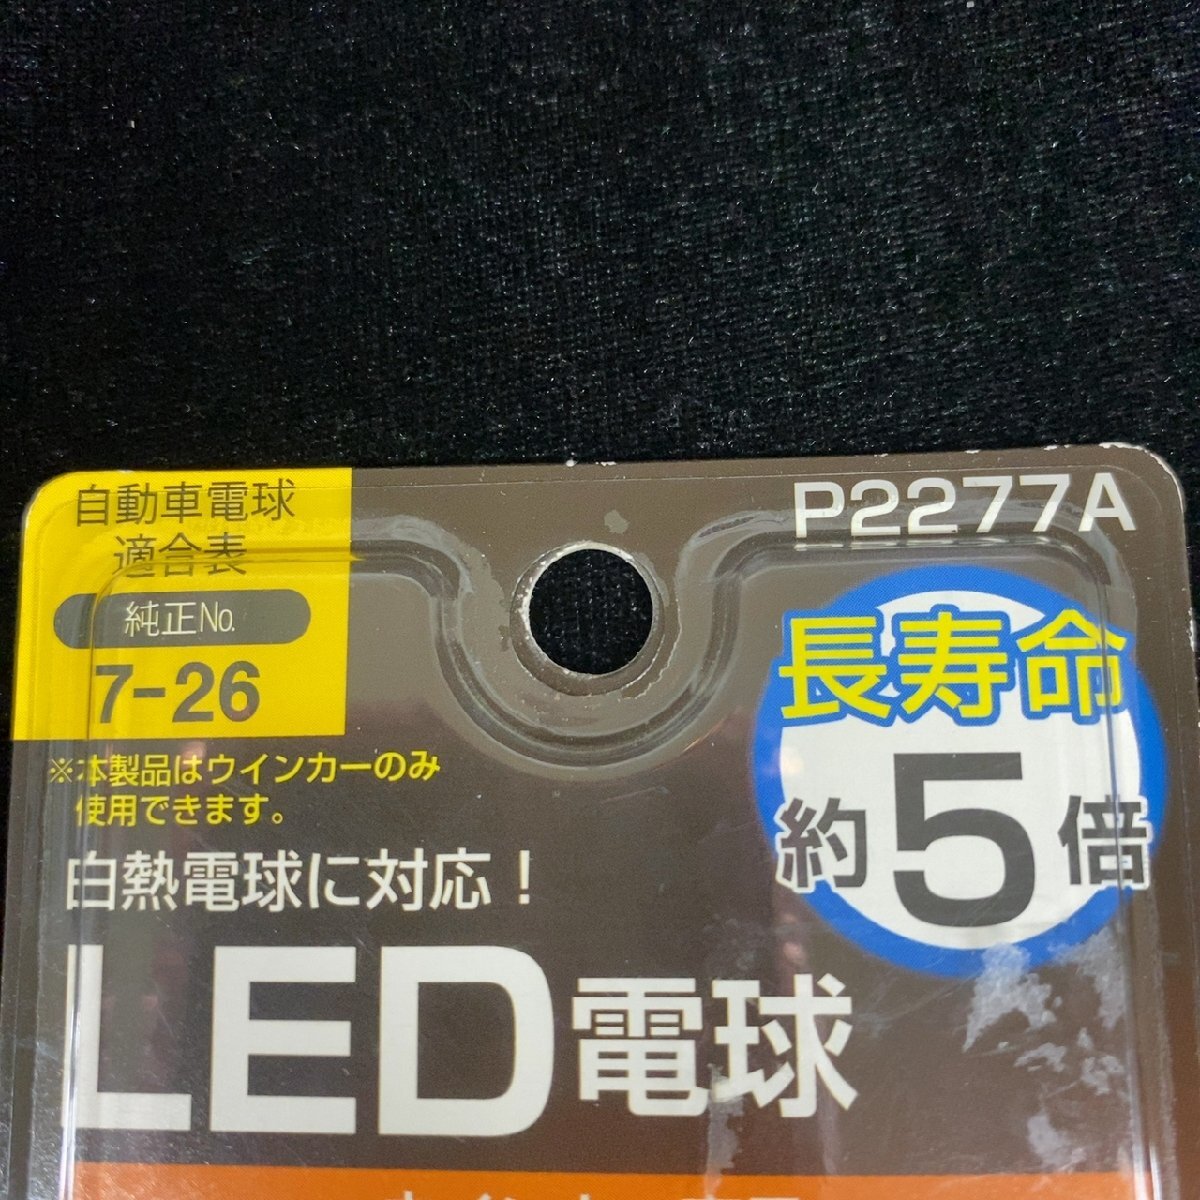 自動車電球
適合表
純正No.
7-26
P2277A
長寿命
約5倍
※本製品はウインカーのみ
使用できます。
白熱電球に対応！
LED電球